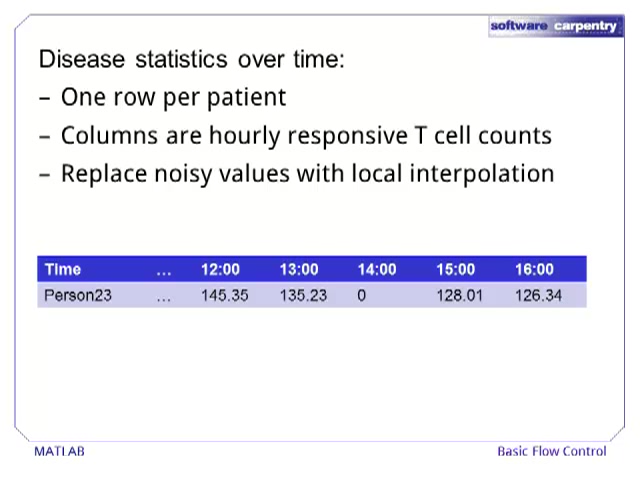 software carpentry
Disease statistics over time:
– One row per patient
– Columns are hourly responsive T cell counts
– Replace noisy values with local interpolation
Time … 12:00 13:00 14:00 15:00 16:00
Person23 … 145.35 135.23 0 128.01 126.34
MATLAB Basic Flow Control